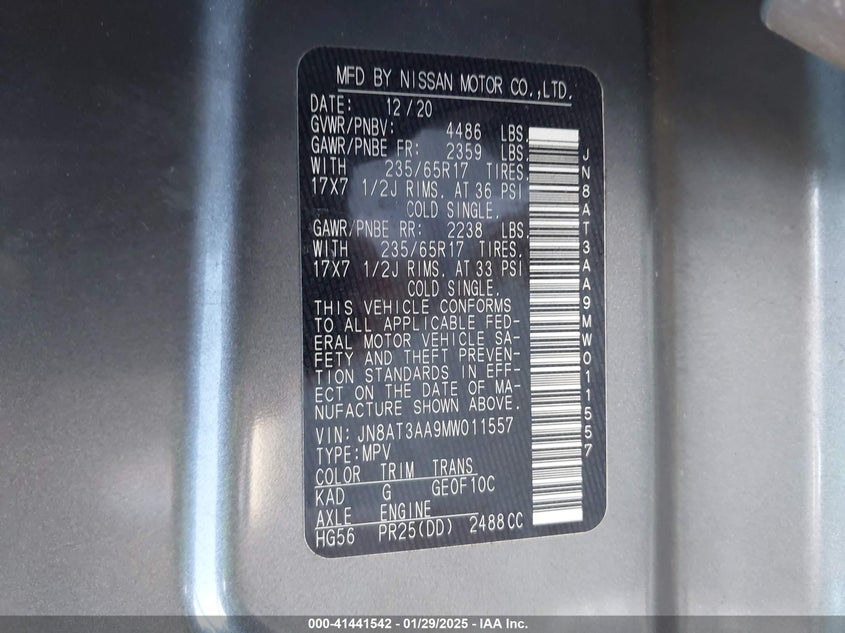 MFD BY NISSAN MOTOR CO.,LTD.
DATE: 12/20
GVWR/PNBV: 4486 LBS.
GAWR/PNBE FR: 2359 LBS.
WITH 235/65R17 TIRES.
17X7 1/2J RIMS. AT 36 PSI
COLD SINGLE.
GAWR/PNBE RR: 2238 LBS.
WITH 235/65R17 TIRES.
17X7 1/2J RIMS. AT 33 PSI
COLD SINGLE.
THIS VEHICLE CONFORMS
TO ALL APPLICABLE FED-
ERAL MOTOR VEHICLE SA-
FETY AND THEFT PREVEN-
TION STANDARDS IN EFF-
ECT ON THE DATE OF MA-
NUFACTURE SHOWN ABOVE.
VIN: JN8AT3AA9MW011557
TYPE:MPV
COLOR TRIM TRANS
KAD G GE0F10C
AXLE ENGINE
HG56 PR25(DD) 2488CC
JN8AT3AA9MW011557
000-41441542 | 01/29/2025 - IAA Inc.